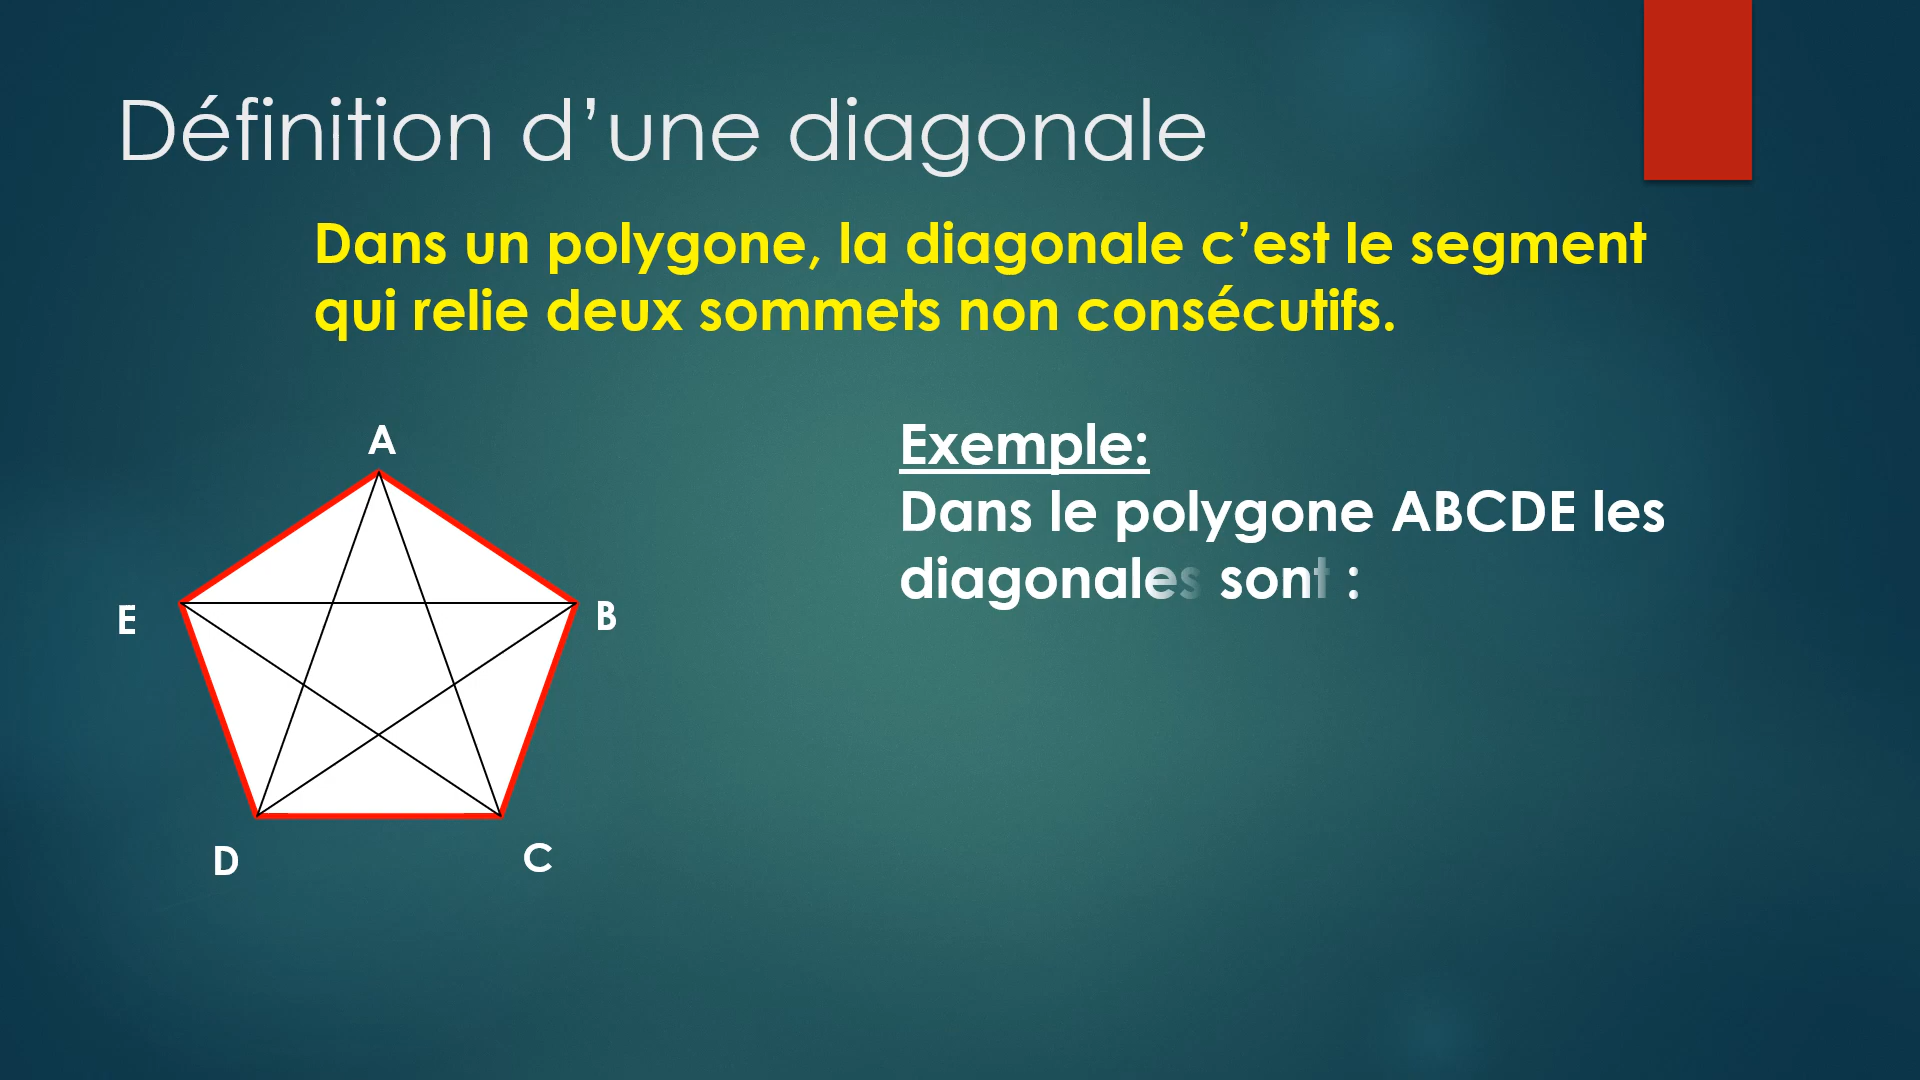 Définition d’une diagonale
Dans un polygone, la diagonale c’est le segment
qui relie deux sommets non consécutifs.
A
Exemple:
Dans le polygone ABCDE les
diagonales sont :
E
B
D
C